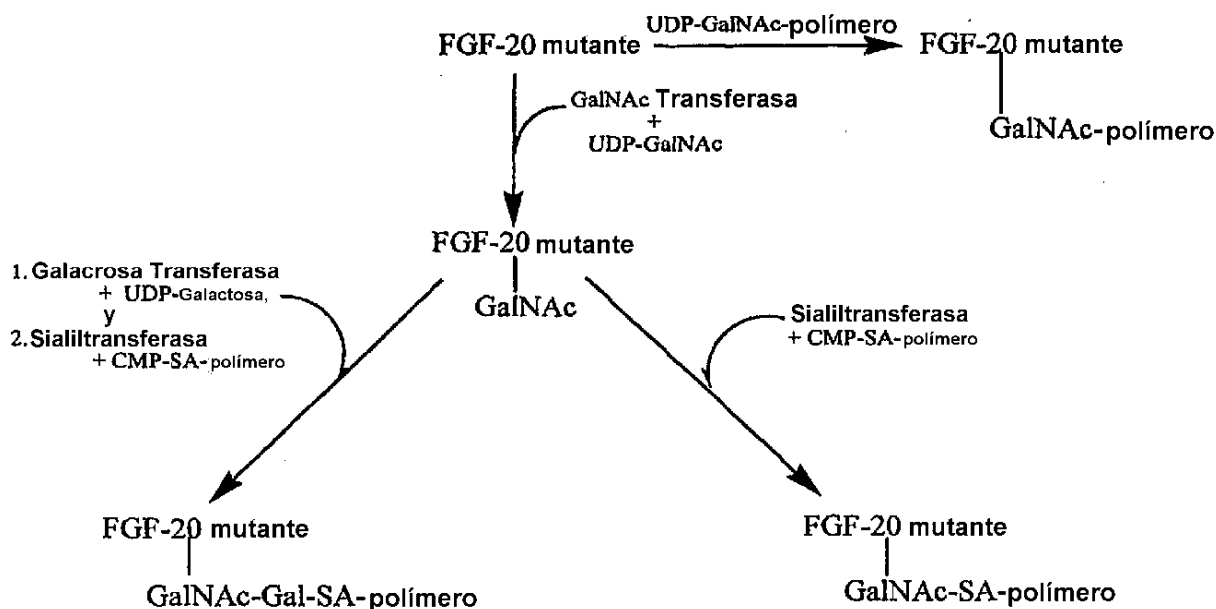 UDP-GalNAc-polímero
FGF-20 mutante
FGF-20 mutante
GalNAc Transferasa
+
UDP-GalNAc
GalNAc-polímero
FGF-20 mutante
GalNAc
1. Galacrosa Transferasa
+ UDP-Galactosa,
y
2. Sialiltransferasa
+ CMP-SA-polímero
Sialiltransferasa
+ CMP-SA-polímero
FGF-20 mutante
GalNAc-Gal-SA-polímero
FGF-20 mutante
GalNAc-SA-polímero